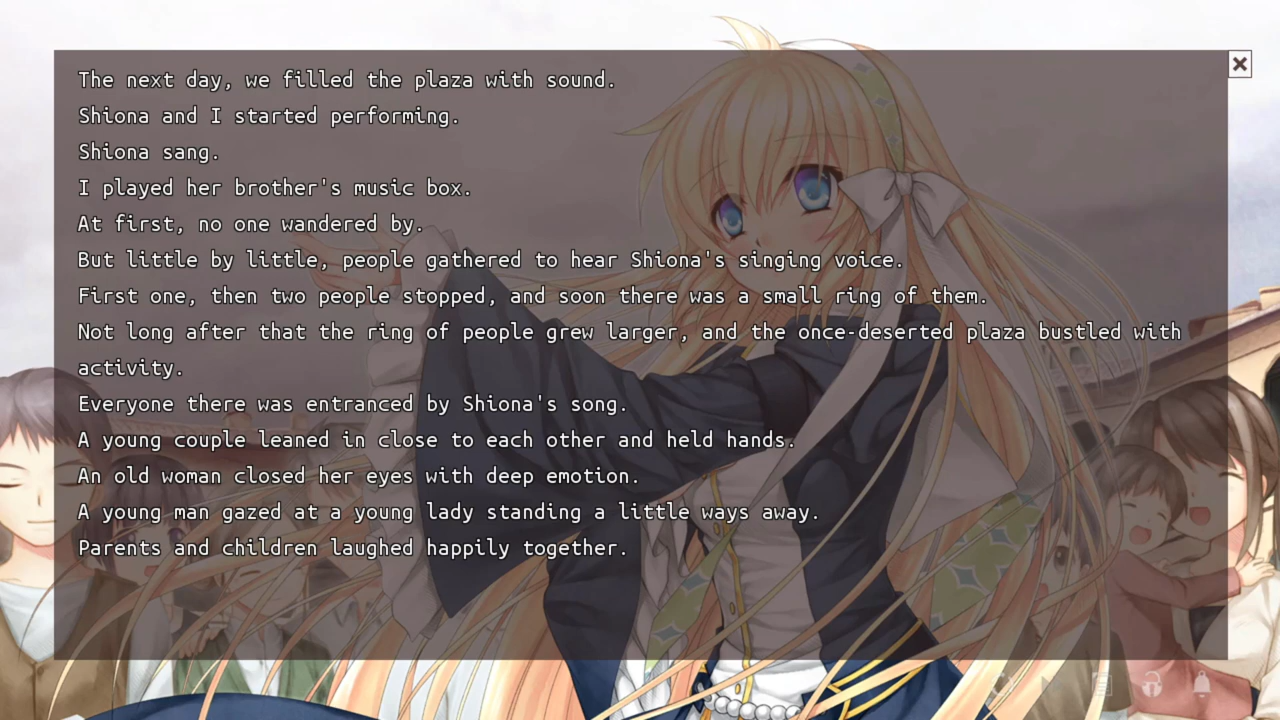 The next day, we filled the plaza with sound.
Shiona and I started performing.
Shiona sang.
I played her brother's music box.
At first, no one wandered by.
But little by little, people gathered to hear Shiona's singing voice.
First one, then two people stopped, and soon there was a small ring of them.
Not long after that the ring of people grew larger, and the once-deserted plaza bustled with
activity.
Everyone there was entranced by Shiona's song.
A young couple leaned in close to each other and held hands.
An old woman closed her eyes with deep emotion.
A young man gazed at a young lady standing a little ways away.
Parents and children laughed happily together.